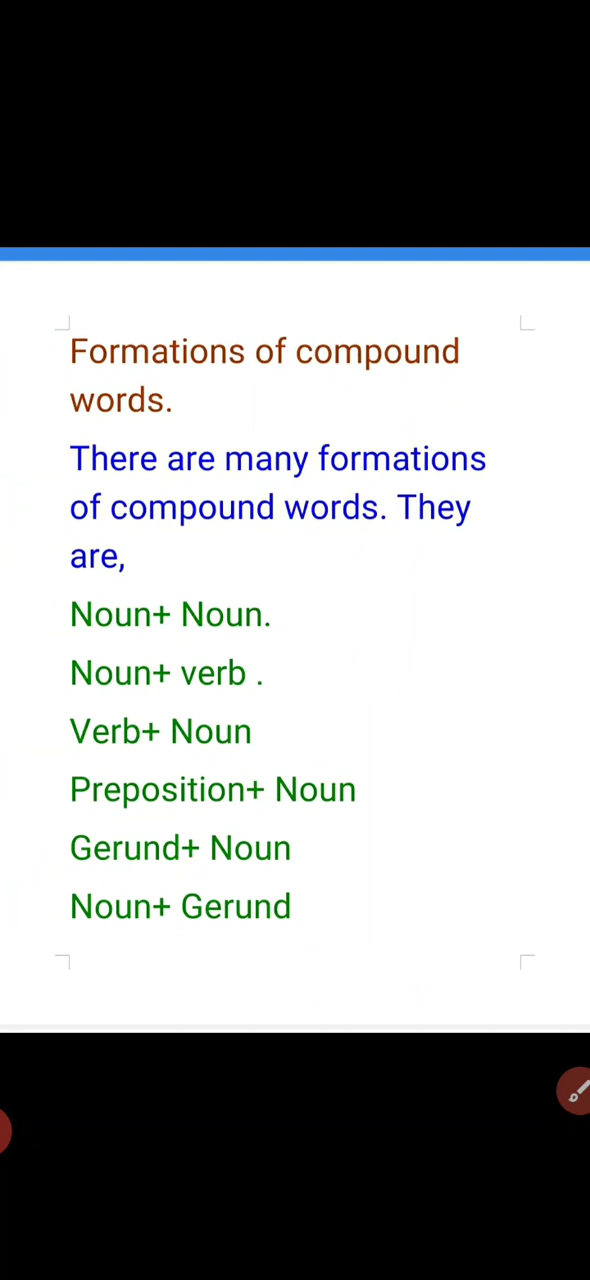 Formations of compound
words.
There are many formations
of compound words. They
are,
Noun+ Noun.
Noun+ verb .
Verb+ Noun
Preposition+ Noun
Gerund+ Noun
Noun+ Gerund